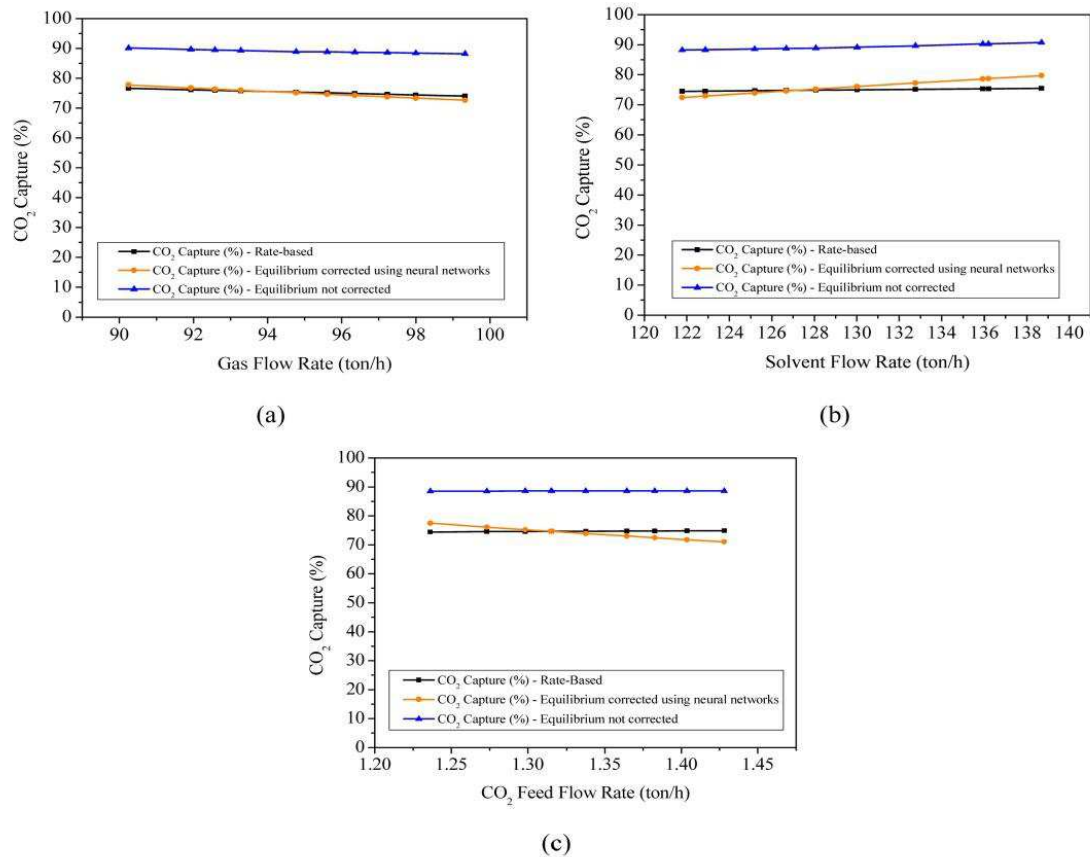 100
90
80
70
60
50
40
30
20
10
0
CO2 Capture (%)
CO2 Capture (%) - Rate-based
CO2 Capture (%) - Equilibrium corrected using neural networks
CO2 Capture (%) - Equilibrium not corrected
90 92 94 96 98 100
Gas Flow Rate (ton/h)
(a)
100
90
80
70
60
50
40
30
20
10
0
CO2 Capture (%)
CO2 Capture (%) - Rate-based
CO2 Capture (%) - Equilibrium corrected using neural networks
CO2 Capture (%) - Equilibrium not corrected
120 122 124 126 128 130 132 134 136 138 140
Solvent Flow Rate (ton/h)
(b)
100
90
80
70
60
50
40
30
20
10
0
CO2 Capture (%)
CO2 Capture (%) - Rate-Based
CO2 Capture (%) - Equilibrium corrected using neural networks
CO2 Capture (%) - Equilibrium not corrected
1.20 1.25 1.30 1.35 1.40 1.45
CO2 Feed Flow Rate (ton/h)
(c)